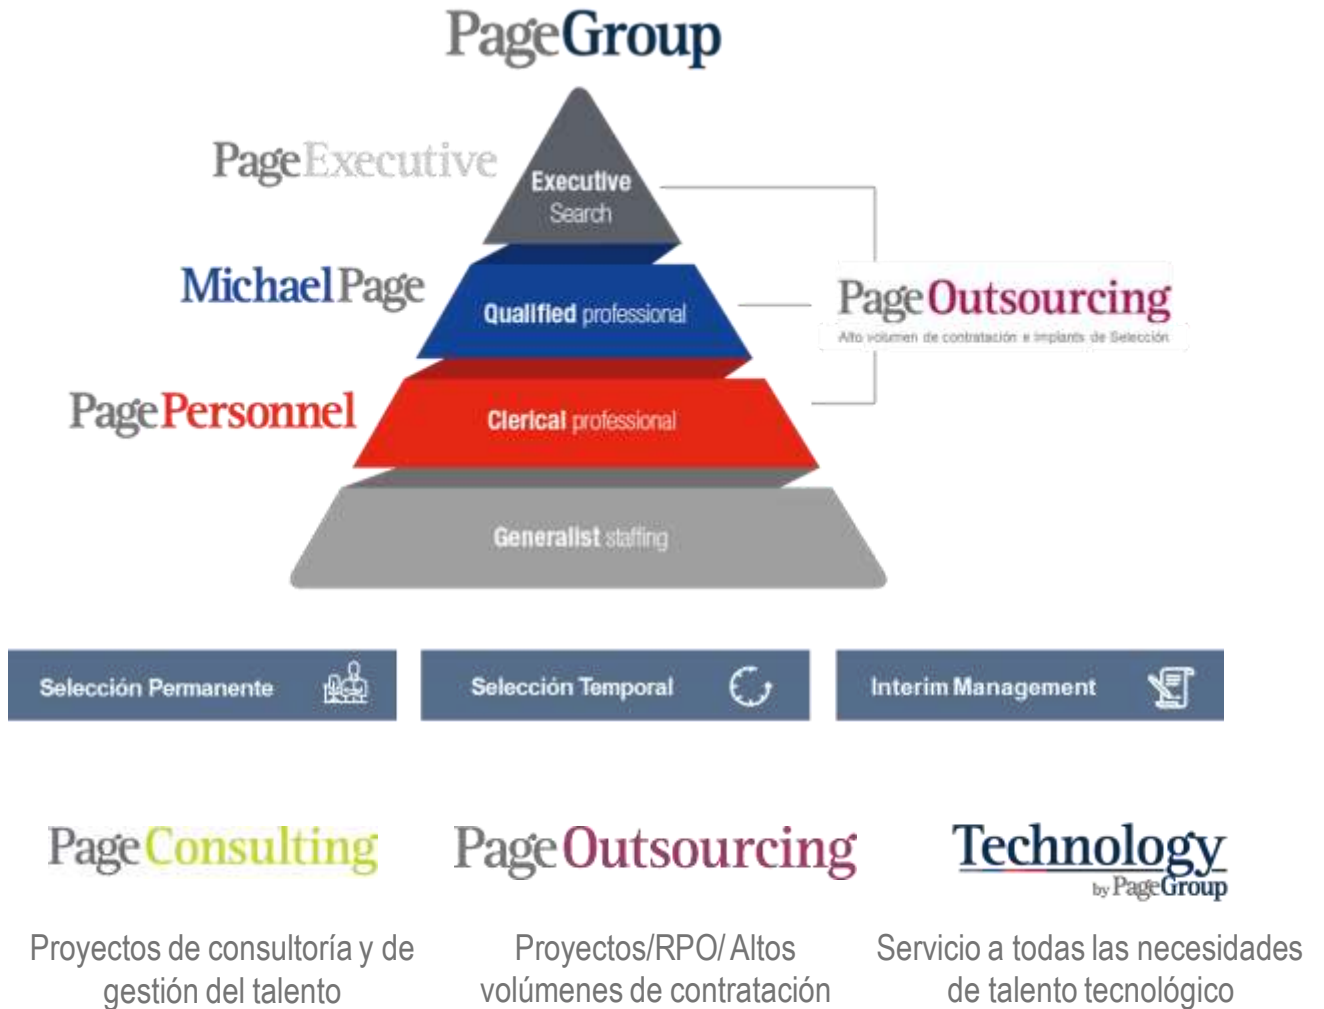 PageGroup
PageExecutive
Executive
Search
MichaelPage
Qualified professional
PageOutsourcing
Alto volumen de contratación e Implants de Selección
PagePersonnel
Clerical professional
Generalist staffing
Selección Permanente
Selección Temporal
Interim Management
PageConsulting
PageOutsourcing
Technology
by PageGroup
Proyectos de consultoría y de
gestión del talento
Proyectos/RPO/ Altos
volúmenes de contratación
Servicio a todas las necesidades
de talento tecnológico